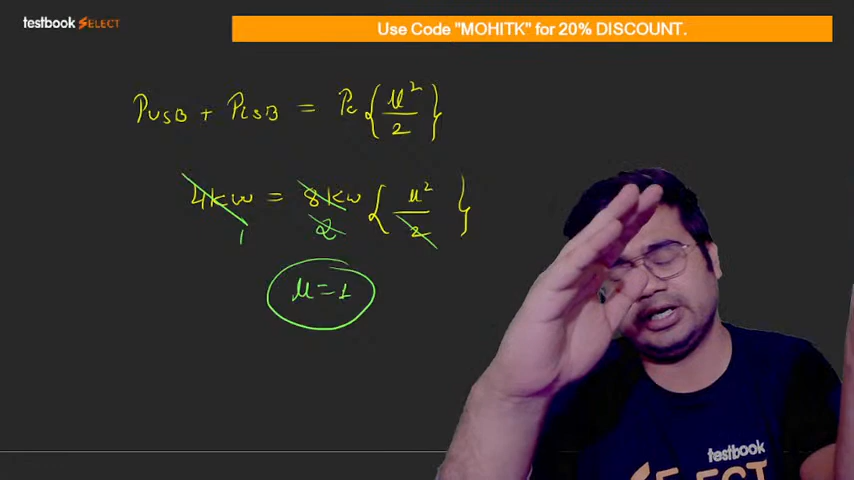 testbook SELECT
Use Code "MOHITK" for 20% DISCOUNT.
PUSB + PLSB = Pc { μ² / 2 }
4kw = 8kw { μ² / 2 }
1 2
μ = 1
testbook
SELECT